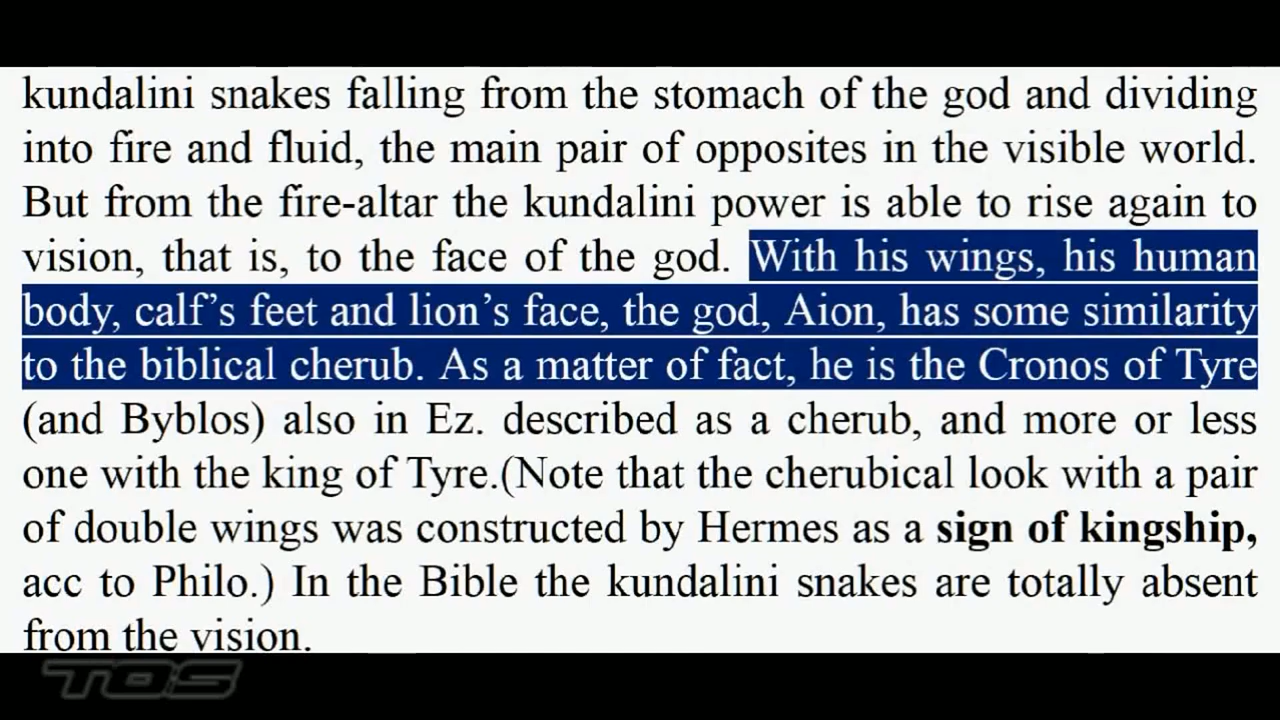 kundalini snakes falling from the stomach of the god and dividing
into fire and fluid, the main pair of opposites in the visible world.
But from the fire-altar the kundalini power is able to rise again to
vision, that is, to the face of the god. With his wings, his human
body, calf’s feet and lion’s face, the god, Aion, has some similarity
to the biblical cherub. As a matter of fact, he is the Cronos of Tyre
(and Byblos) also in Ez. described as a cherub, and more or less
one with the king of Tyre.(Note that the cherubical look with a pair
of double wings was constructed by Hermes as a sign of kingship,
acc to Philo.) In the Bible the kundalini snakes are totally absent
from the vision.
TOS